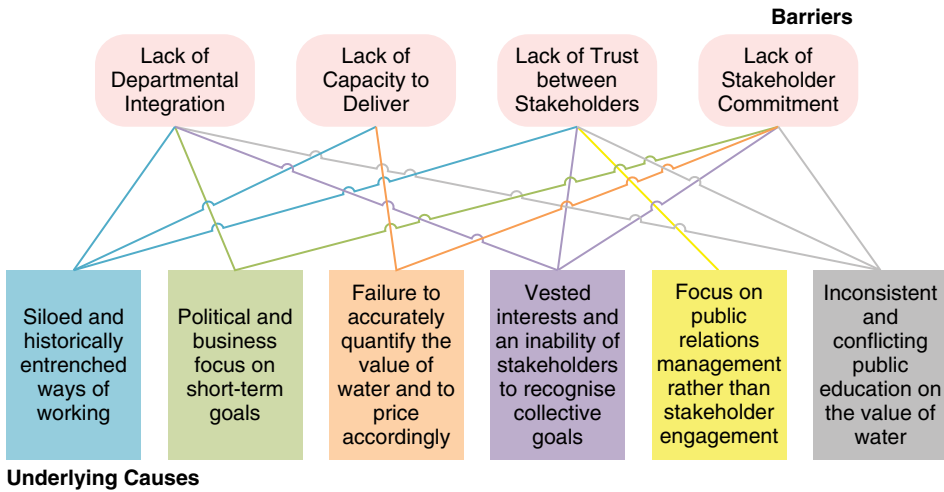 Barriers
Lack of
Departmental
Integration
Lack of
Capacity to
Deliver
Lack of Trust
between
Stakeholders
Lack of
Stakeholder
Commitment
Siloed and
historically
entrenched
ways of
working
Political and
business
focus on
short-term
goals
Failure to
accurately
quantify the
value of
water and to
price
accordingly
Vested
interests and
an inability of
stakeholders
to recognise
collective
goals
Focus on
public
relations
management
rather than
stakeholder
engagement
Inconsistent
and
conflicting
public
education on
the value of
water
Underlying Causes